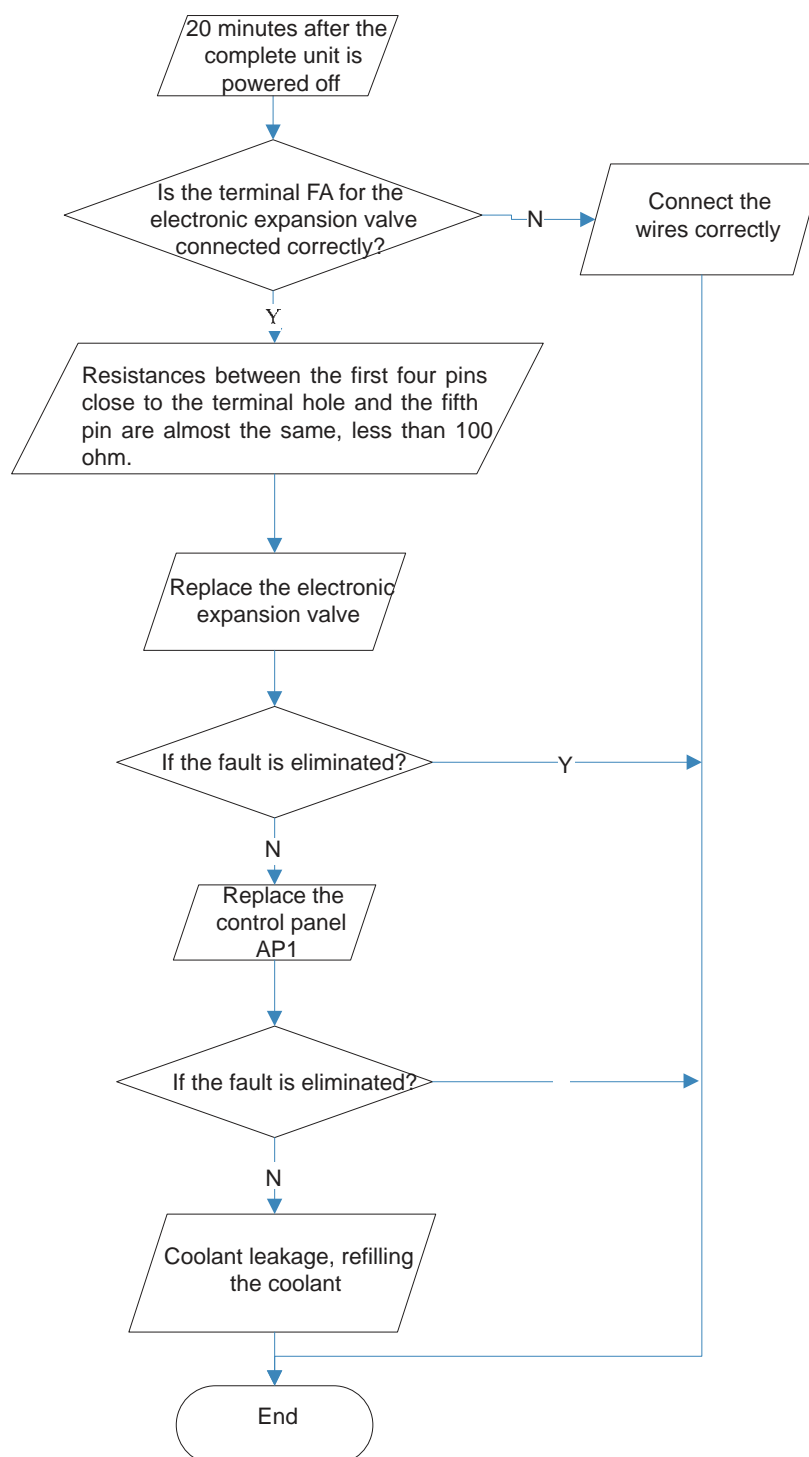 20 minutes after the
complete unit is
powered off
Is the terminal FA for the
electronic expansion valve
connected correctly?
N
Connect the
wires correctly
Y
Resistances between the first four pins
close to the terminal hole and the fifth
pin are almost the same, less than 100
ohm.
Replace the electronic
expansion valve
If the fault is eliminated?
Y
N
Replace the
control panel
AP1
If the fault is eliminated?
N
Coolant leakage, refilling
the coolant
End